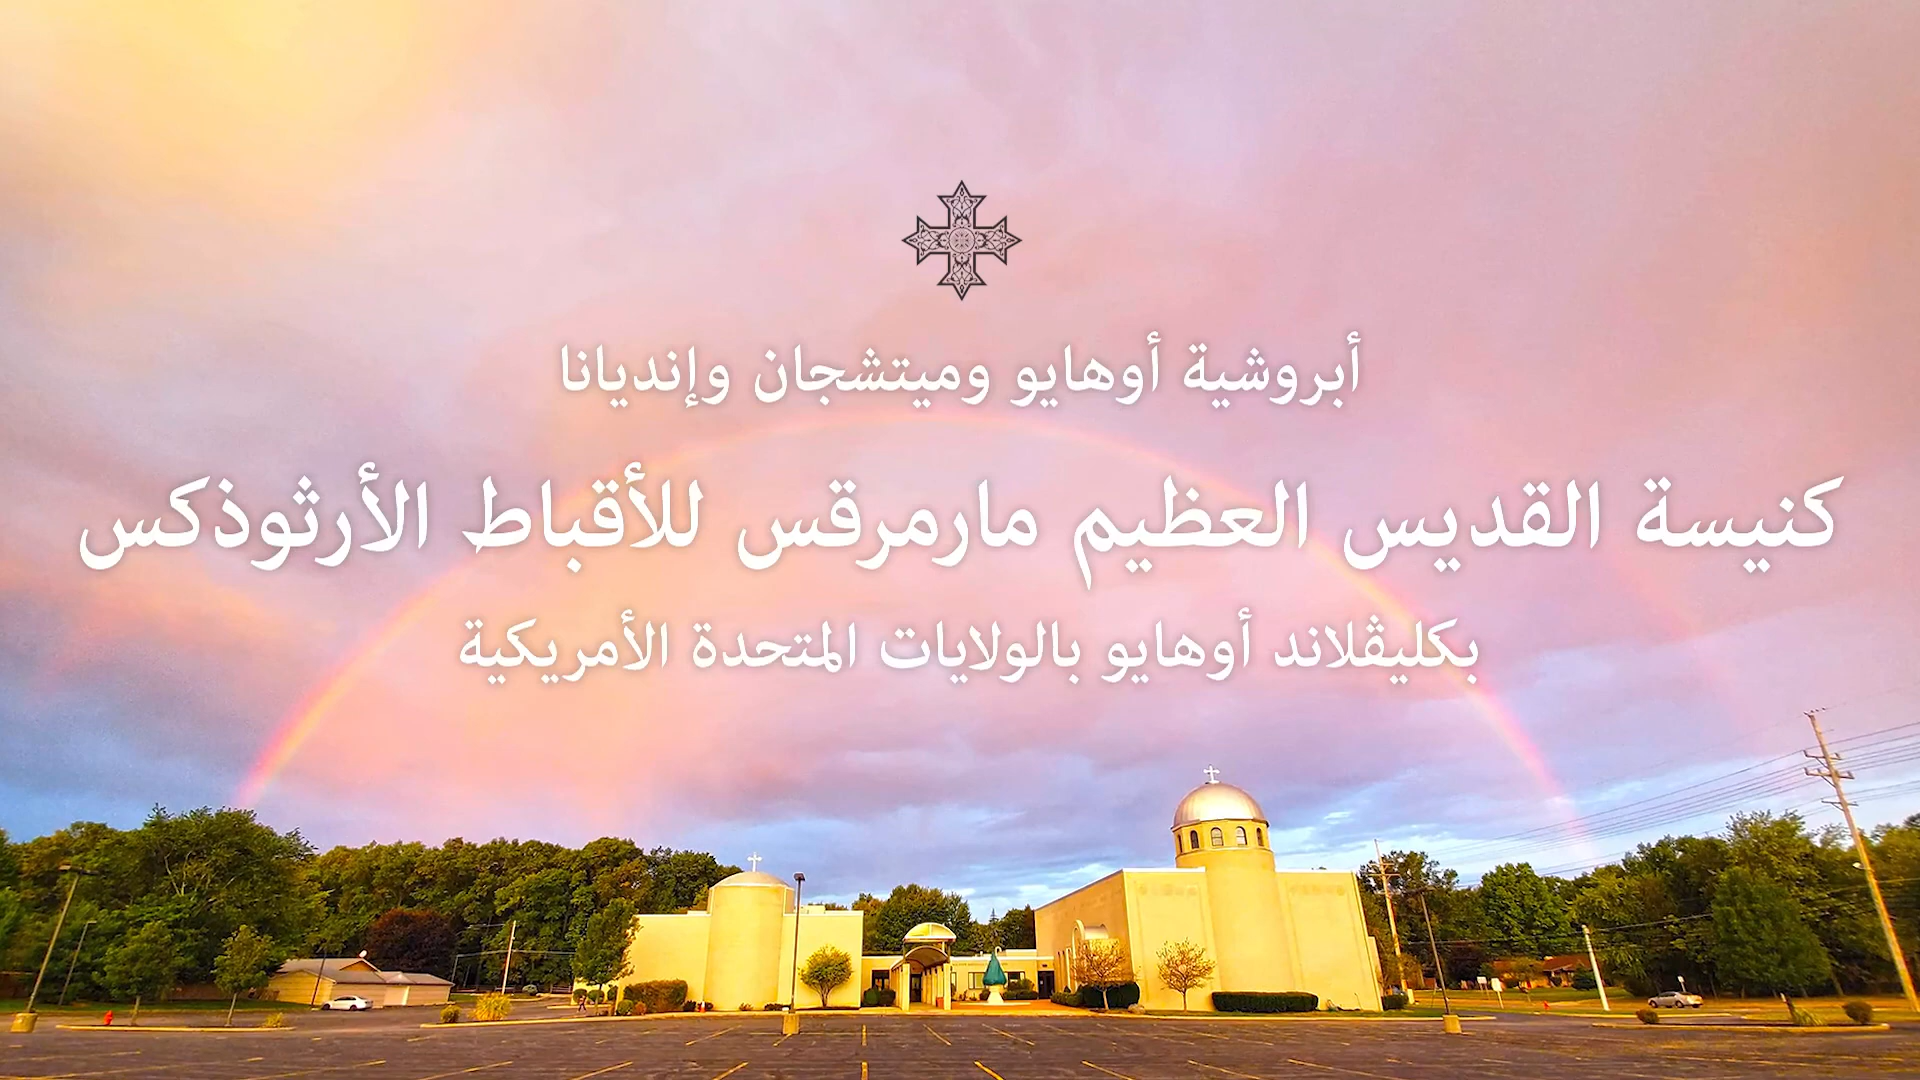 أبروشية أوهايو وميتشجان وإنديانا
كنيسة القديس العظيم مارمرقس للأقباط الأرثوذكس
بكليڤلاند أوهايو بالولايات المتحدة الأمريكية